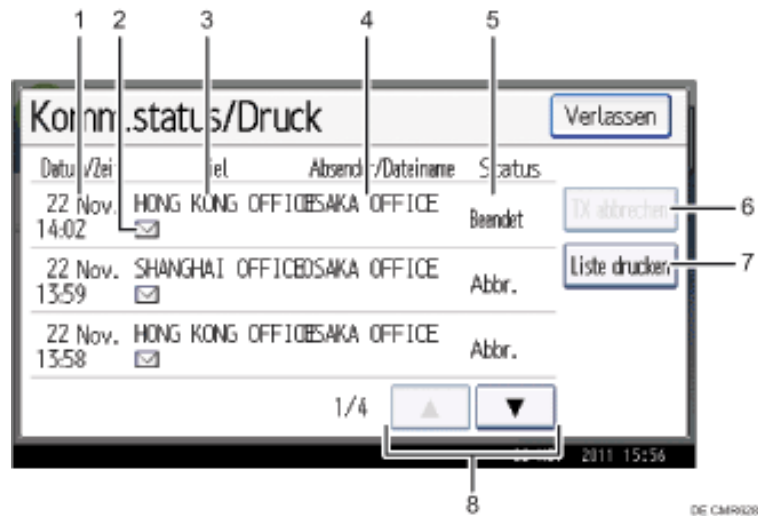 1 2 3 4 5
Komm.status/Druck Verlassen
Datum/Zeit Ziel Absender/Dateiname Status
22 Nov. HONG KONG OFFICE OSAKA OFFICE TX abbrechen 6
14:02 Beendet
Liste drucken 7
22 Nov. SHANGHAI OFFICE OSAKA OFFICE
13:59 Abbr.
22 Nov. HONG KONG OFFICE OSAKA OFFICE
13:58 Abbr.
1/4 ▲ ▼
2011 15:56
8
DE CMR628